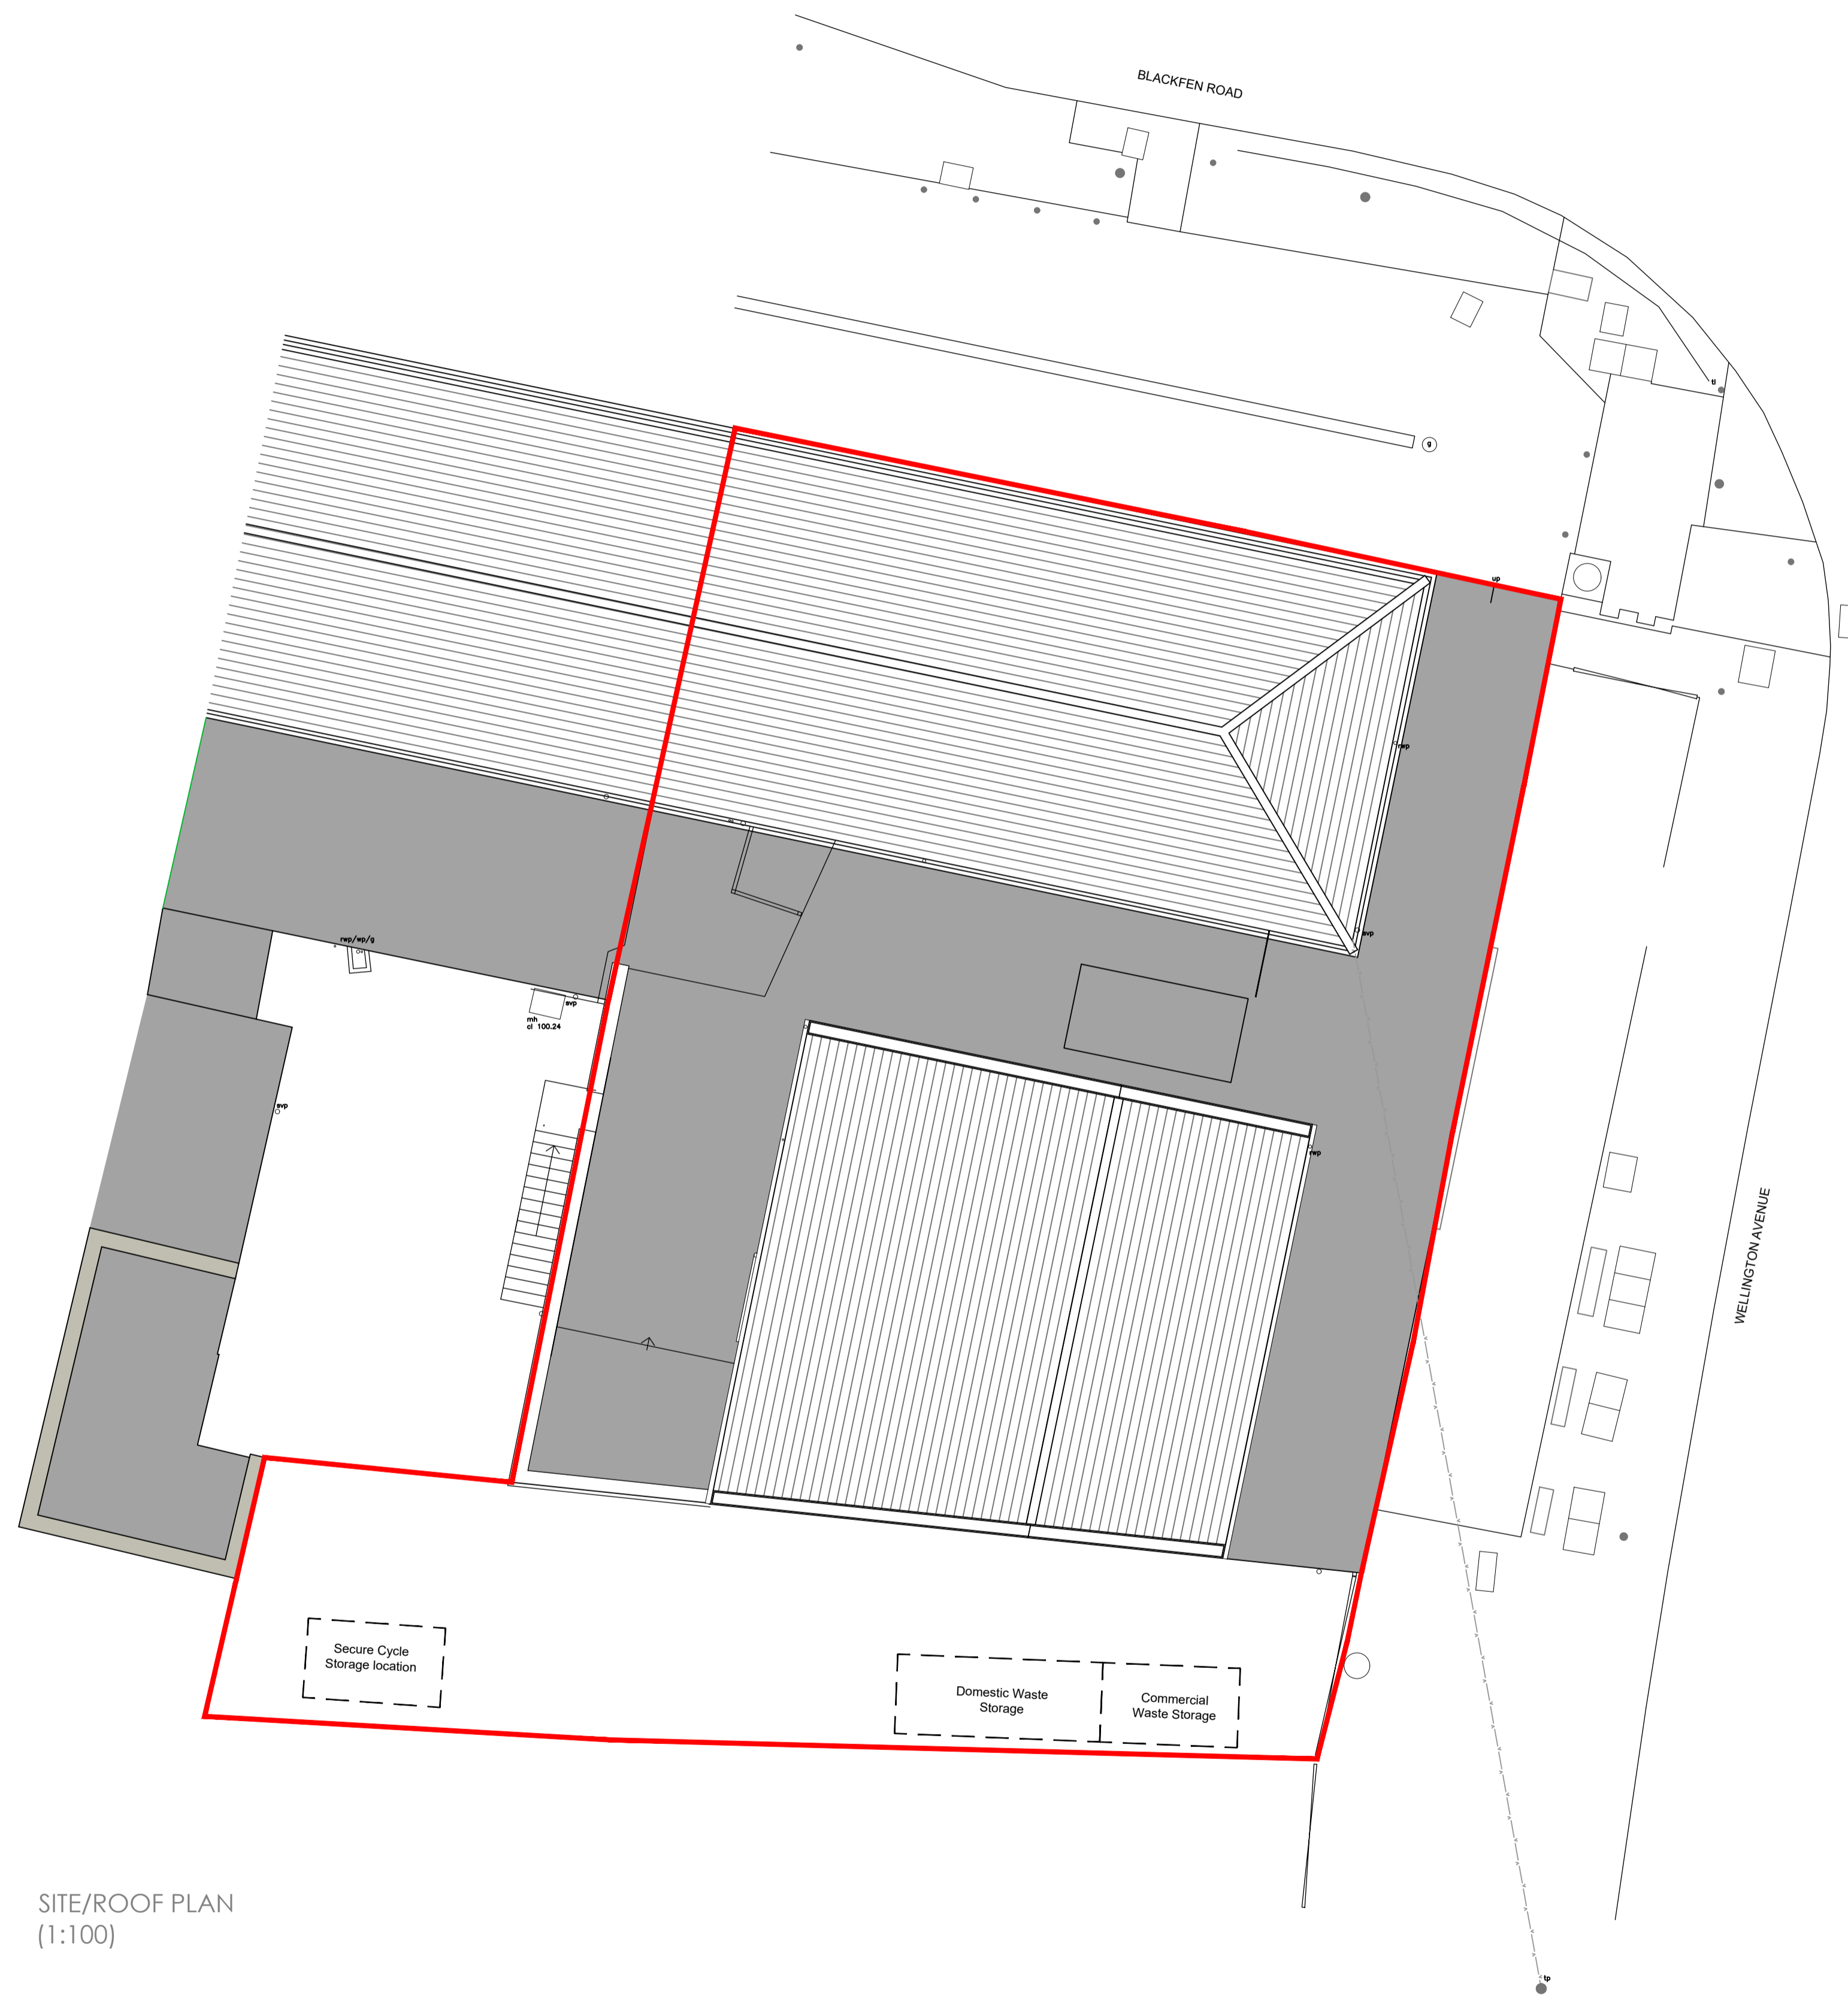 BLACKFEN ROAD
tl
g
up
rwp
svp
rwp/wp/g
svp
mh
cl 100.24
svp
rwp
WELLINGTON AVENUE
Secure Cycle
Storage location
Domestic Waste
Storage
Commercial
Waste Storage
SITE/ROOF PLAN
(1:100)
tp